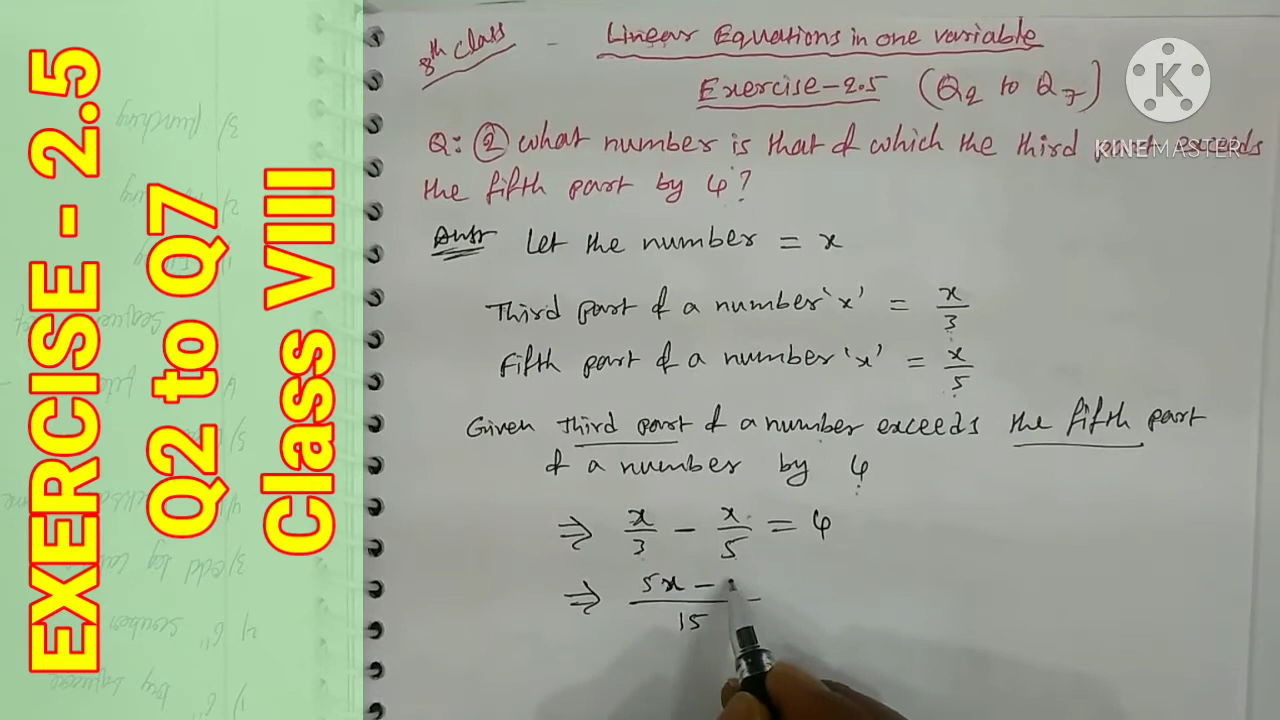 EXERCISE - 2.5
Q2 to Q7
Class VIII
8th class - Linear Equations in one variable
Exercise-2.5 (Q2 to Q7)
K
KINEMASTER
Q: ② what number is that of which the third part exceeds
the fifth part by 4?
Ans: Let the number = x
Third part of a number 'x' = x/3
Fifth part of a number 'x' = x/5
Given Third part of a number exceeds the fifth part
of a number by 4
⇒ x/3 - x/5 = 4
⇒ 5x - /15